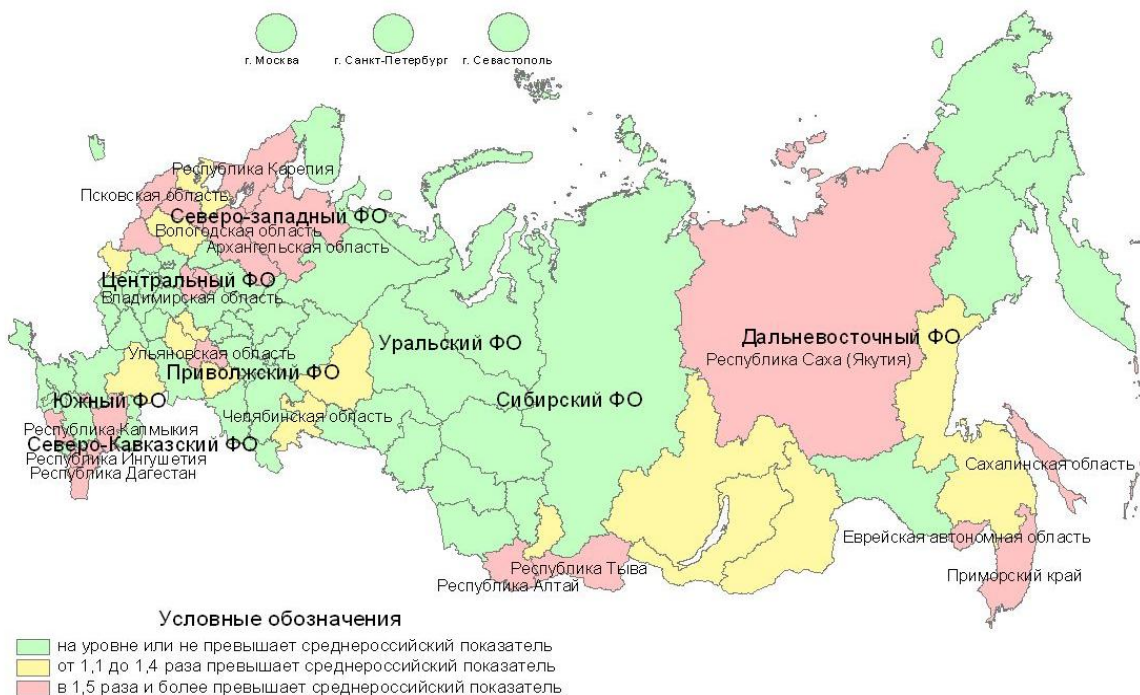 г. Москва
г. Санкт-Петербург
г. Севастополь
Республика Карелия
Псковская область
Северо-западный ФО
Вологодская область
Архангельская область
Центральный ФО
Владимирская область
Уральский ФО
Дальневосточный ФО
Республика Саха (Якутия)
Ульяновская область
Приволжский ФО
Южный ФО
Сибирский ФО
Челябинская область
Республика Калмыкия
Северо-Кавказский ФО
Республика Ингушетия
Республика Дагестан
Сахалинская область
Еврейская автономная область
Республика Тыва
Республика Алтай
Приморский край
Условные обозначения
на уровне или не превышает среднероссийский показатель
от 1,1 до 1,4 раза превышает среднероссийский показатель
в 1,5 раза и более превышает среднероссийский показатель